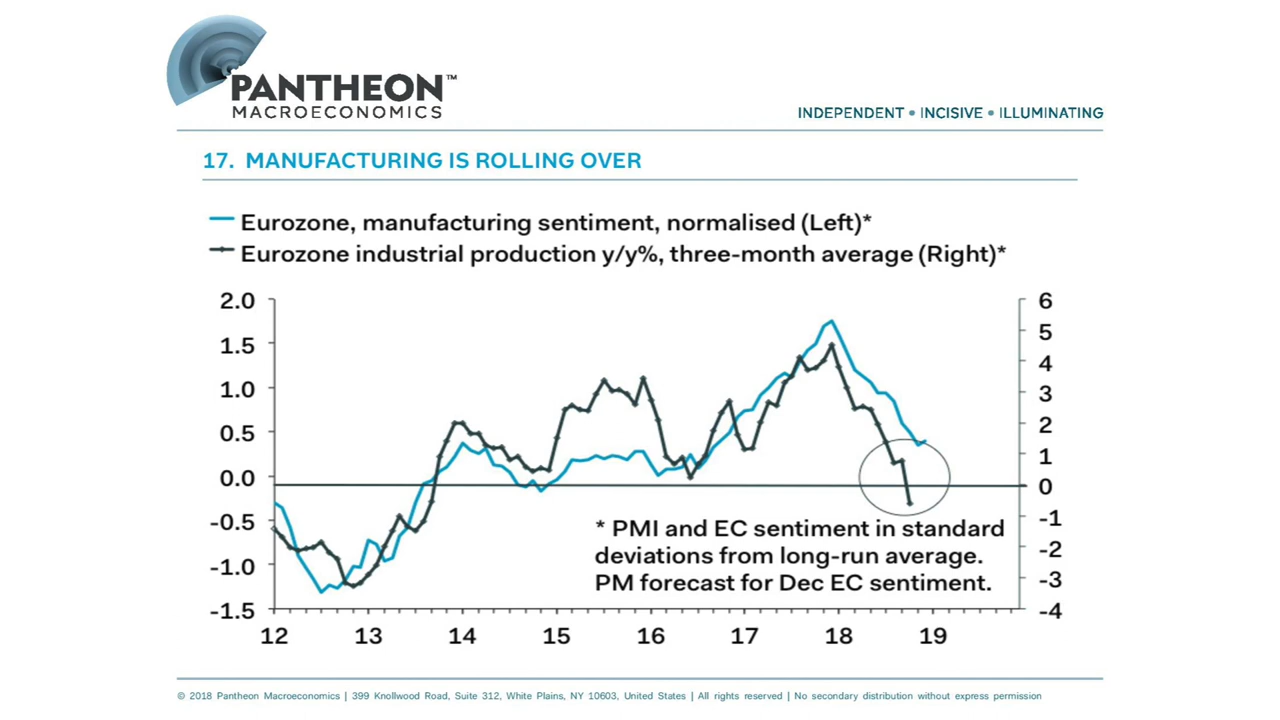 PANTHEON™
MACROECONOMICS
INDEPENDENT • INCISIVE • ILLUMINATING
17. MANUFACTURING IS ROLLING OVER
Eurozone, manufacturing sentiment, normalised (Left)*
Eurozone industrial production y/y%, three-month average (Right)*
2.0
1.5
1.0
0.5
0.0
-0.5
-1.0
-1.5
6
5
4
3
2
1
0
-1
-2
-3
-4
* PMI and EC sentiment in standard
deviations from long-run average.
PM forecast for Dec EC sentiment.
12 13 14 15 16 17 18 19
© 2018 Pantheon Macroeconomics | 399 Knollwood Road, Suite 312, White Plains, NY 10603, United States | All rights reserved | No secondary distribution without express permission